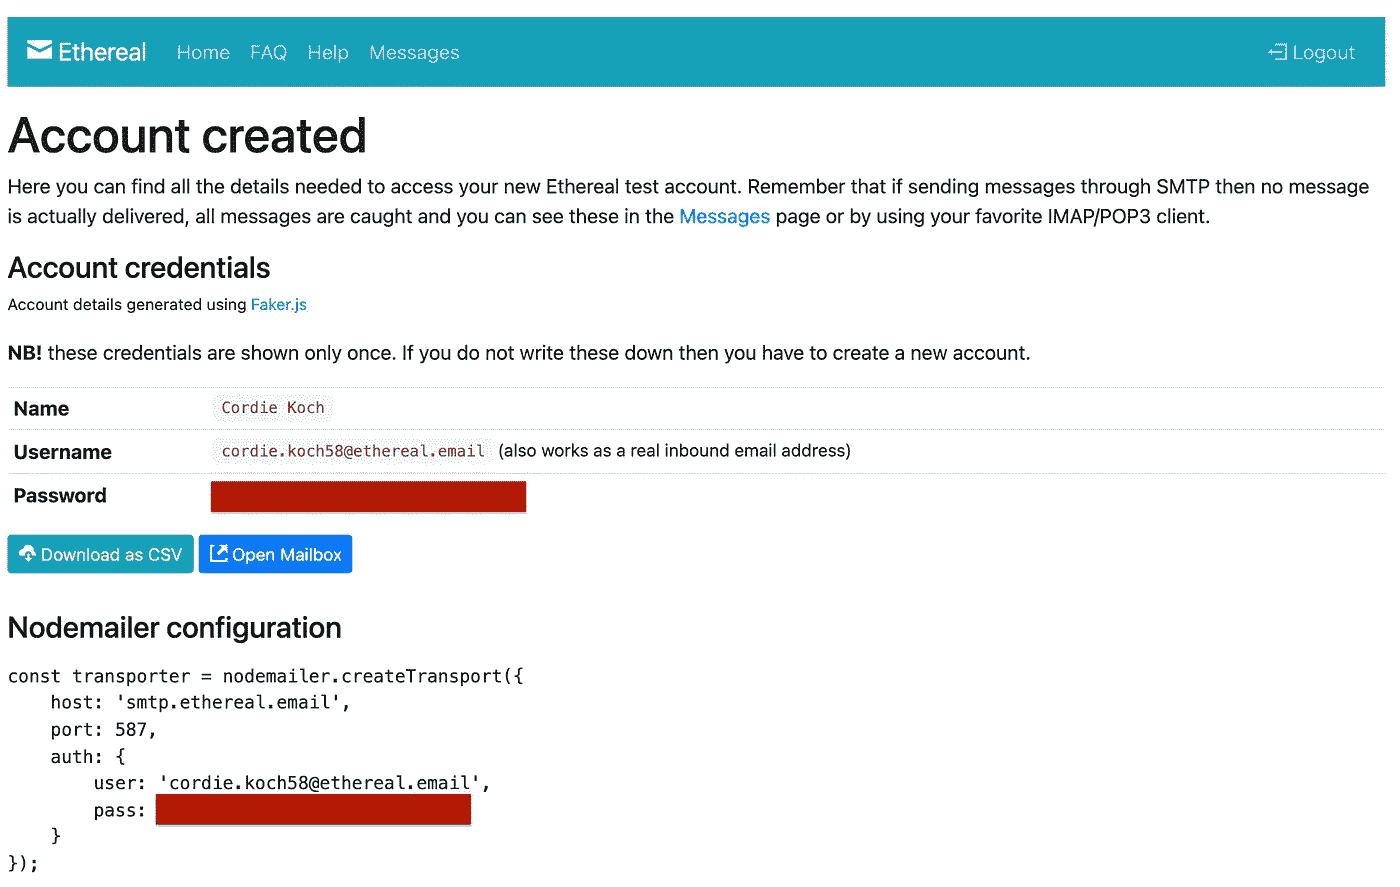 Ethereal Home FAQ Help Messages Logout
Account created
Here you can find all the details needed to access your new Ethereal test account. Remember that if sending messages through SMTP then no message
is actually delivered, all messages are caught and you can see these in the Messages page or by using your favorite IMAP/POP3 client.
Account credentials
Account details generated using Faker.js
NB! these credentials are shown only once. If you do not write these down then you have to create a new account.
Name Cordie Koch
Username cordie.koch58@ethereal.email (also works as a real inbound email address)
Password
Download as CSV Open Mailbox
Nodemailer configuration
const transporter = nodemailer.createTransport({
    host: 'smtp.ethereal.email',
    port: 587,
    auth: {
        user: 'cordie.koch58@ethereal.email',
        pass:
    }
});